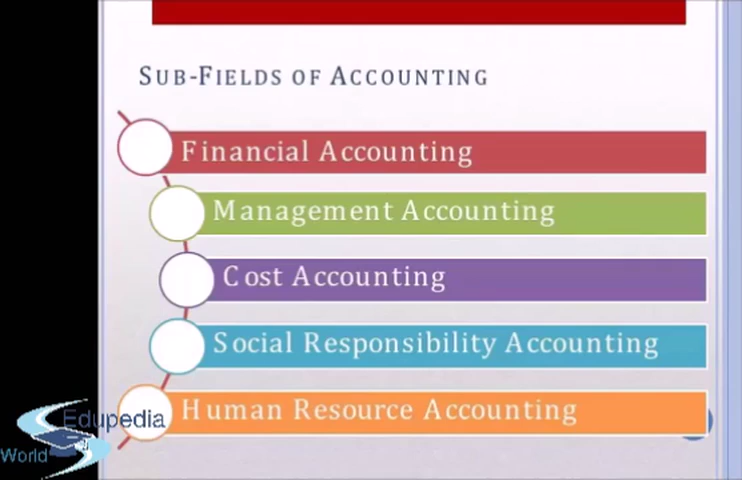 SUB-FIELDS OF ACCOUNTING
Financial Accounting
Management Accounting
Cost Accounting
Social Responsibility Accounting
Human Resource Accounting
Edupedia
World